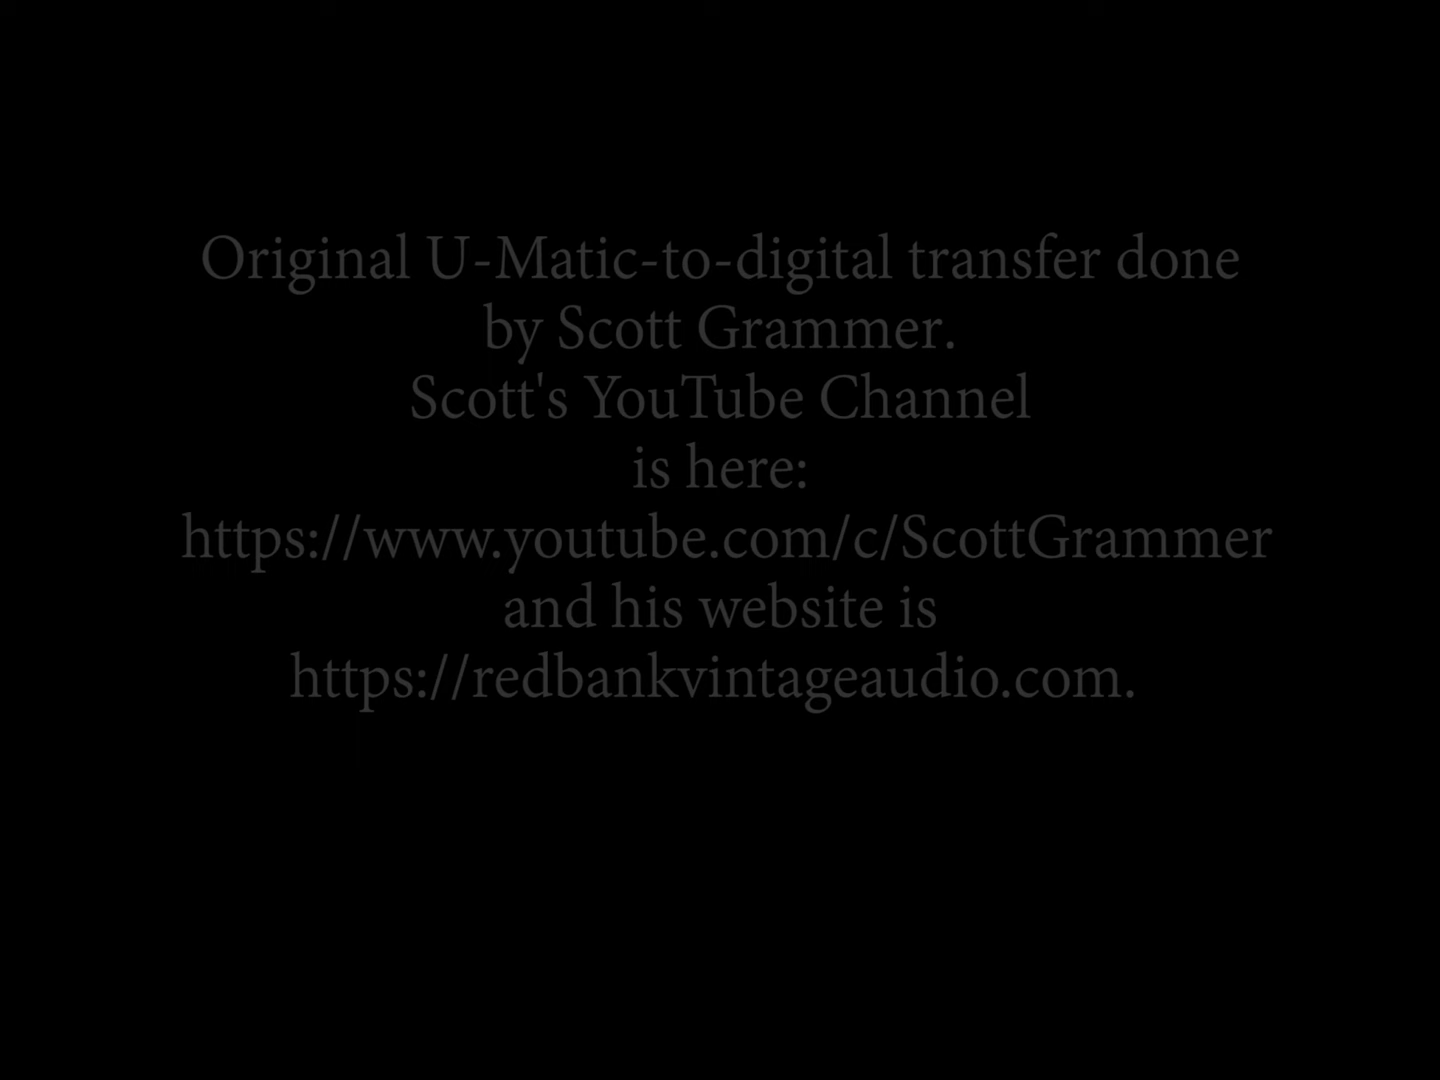 Original U-Matic-to-digital transfer done
by Scott Grammer.
Scott's YouTube Channel
is here:
https://www.youtube.com/c/ScottGrammer
and his website is
https://redbankvintageaudio.com.